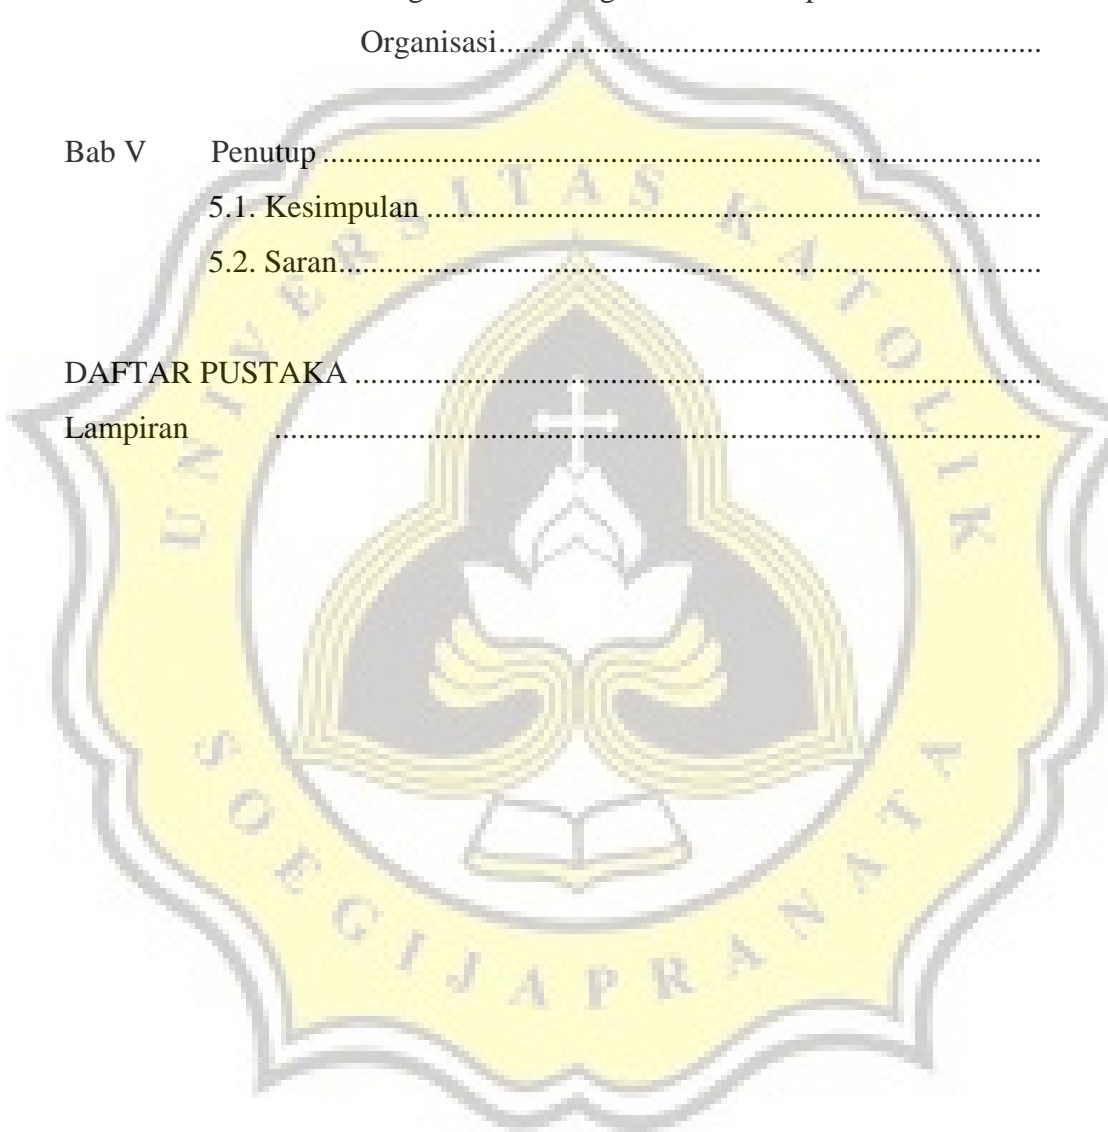 Organisasi......................................................................
Bab V Penutup ............................................................................................
5.1. Kesimpulan ..............................................................................
5.2. Saran..........................................................................................
DAFTAR PUSTAKA ........................................................................................
Lampiran ..................................................................................................
UNIVERSITAS KATOLIK
SOEGIJAPRANATA